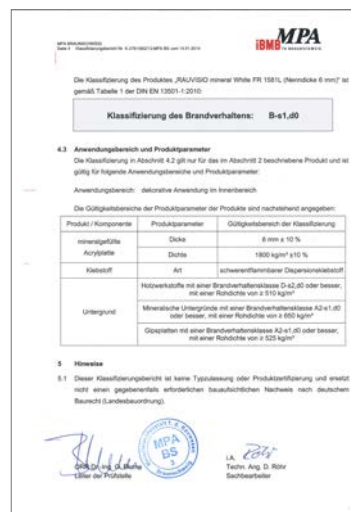 MPA BRAUNSCHWEIG
iBMB MPA
TU BRAUNSCHWEIG
Die Klassifizierung des Produktes „RAUVISIO mineral White FR 1581L (Nenndicke 6 mm)" ist
gemäß Tabelle 1 der DIN EN 13501-1:2010:
Klassifizierung des Brandverhaltens: B-s1,d0
4.3 Anwendungsbereich und Produktparameter
Die Klassifizierung in Abschnitt 4.2 gilt nur für das im Abschnitt 2 beschriebene Produkt und ist
gültig für folgende Anwendungsbereiche und Produktparameter:
Anwendungsbereich: dekorative Anwendung im Innenbereich
Die Gültigkeitsbereiche der Produktparameter der Produkte sind nachstehend angegeben:
Produkt / Komponente Produktparameter Gültigkeitsbereich der Klassifizierung
mineralgefüllte
Acrylplatte
Dicke 6 mm ± 10 %
Dichte 1800 kg/m³ ±10 %
Klebstoff Art schwerentflammbarer Dispersionsklebstoff
Untergrund
Holzwerkstoffe mit einer Brandverhaltensklasse D-s2,d0 oder besser,
mit einer Rohdichte von ≥ 510 kg/m³
Mineralische Untergründe mit einer Brandverhaltensklasse A2-s1,d0
oder besser, mit einer Rohdichte von ≥ 650 kg/m³
Gipsplatten mit einer Brandverhaltensklasse A2-s1,d0 oder besser,
mit einer Rohdichte von ≥ 525 kg/m³
5 Hinweise
5.1 Dieser Klassifizierungsbericht ist keine Typzulassung oder Produktzertifizierung und ersetzt
nicht einen gegebenenfalls erforderlichen bauaufsichtlichen Nachweis nach deutschem
Baurecht (Landesbauordnung).
MPA
BS
3
ORR Dr.-Ing. G. Blume
Leiter der Prüfstelle
i.A.
Techn. Ang. D. Röhr
Sachbearbeiter